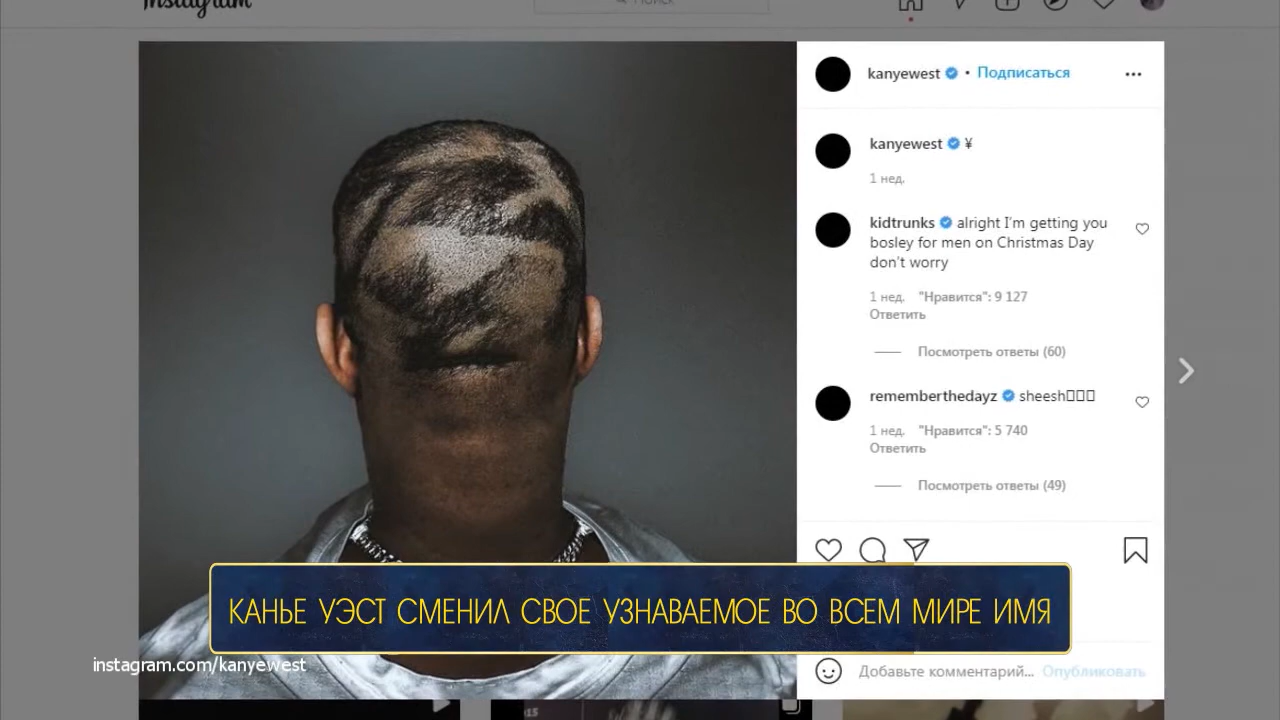 Instagram
Поиск
kanyewest • Подписаться
kanyewest ¥
1 нед.
kidtrunks alright I'm getting you
bosley for men on Christmas Day
don't worry
1 нед. "Нравится": 9 127
Ответить
Посмотреть ответы (60)
rememberthedayz sheesh▯▯▯
1 нед. "Нравится": 5 740
Ответить
Посмотреть ответы (49)
КАНЬЕ УЭСТ СМЕНИЛ СВОЕ УЗНАВАЕМОЕ ВО ВСЕМ МИРЕ ИМЯ
instagram.com/kanyewest
Добавьте комментарий... Опубликовать